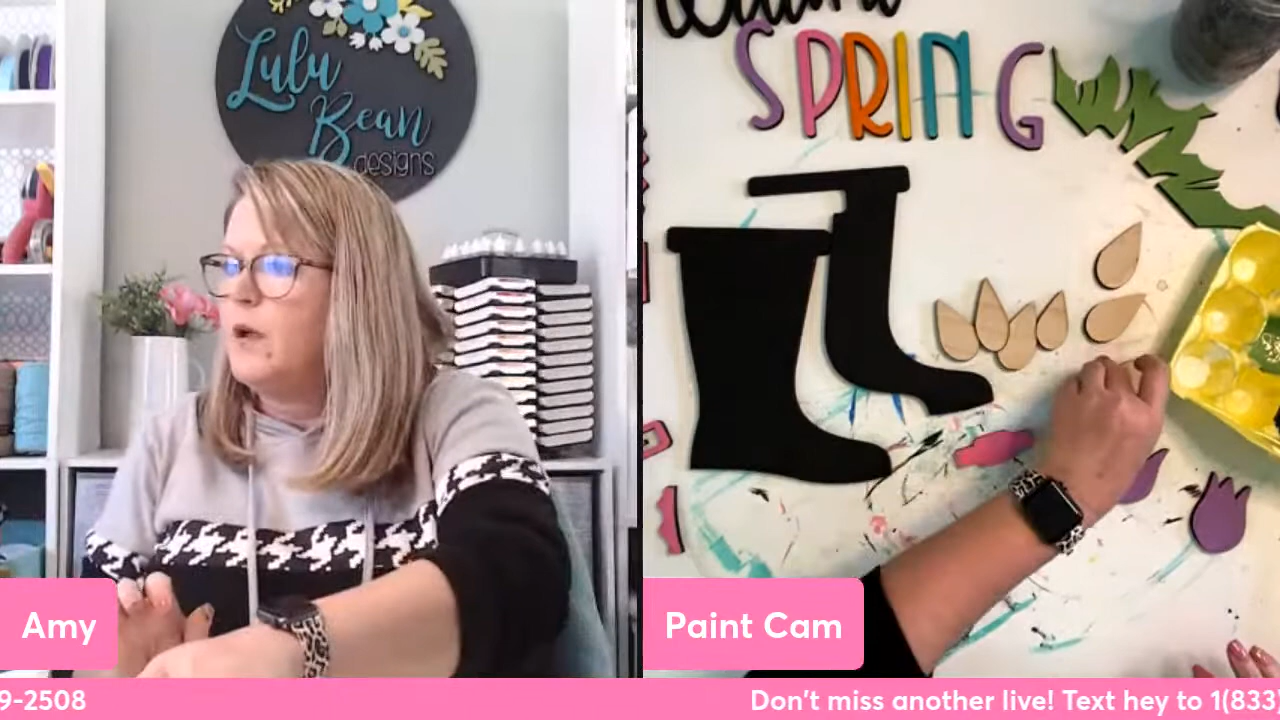 Lulu
Bean
designs
SPRING
Amy
Paint Cam
9-2508
Don't miss another live! Text hey to 1(833)